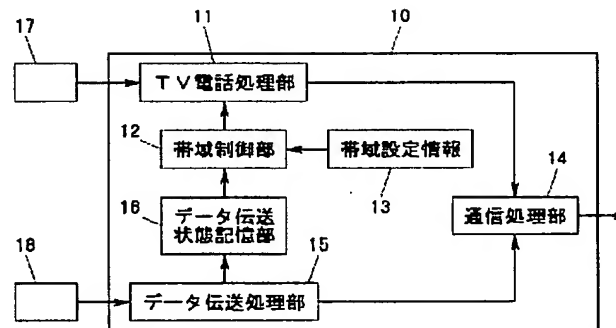 17
11
10
TV電話処理部
12
帯域制御部
帯域設定情報
13
14
16
データ伝送
状態記憶部
通信処理部
18
15
データ伝送処理部